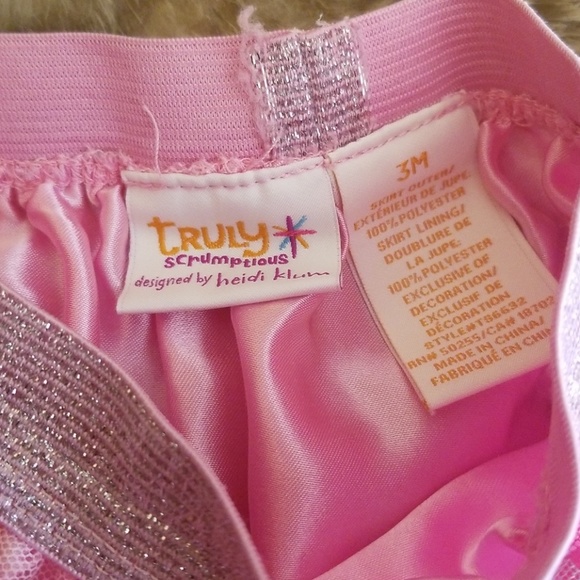 TRULY
scrumptious
designed by heidi klum
3M
SKIRT OUTER/
EXTÉRIEUR DE JUPE:
100% POLYESTER
SKIRT LINING/
DOUBLURE DE
LA JUPE:
100% POLYESTER
EXCLUSIVE OF
DECORATION/
EXCLUSIF DE
DÉCORATION
STYLE#786632
RN# 50255/CA# 18702
MADE IN CHINA/
FABRIQUÉ EN CHI